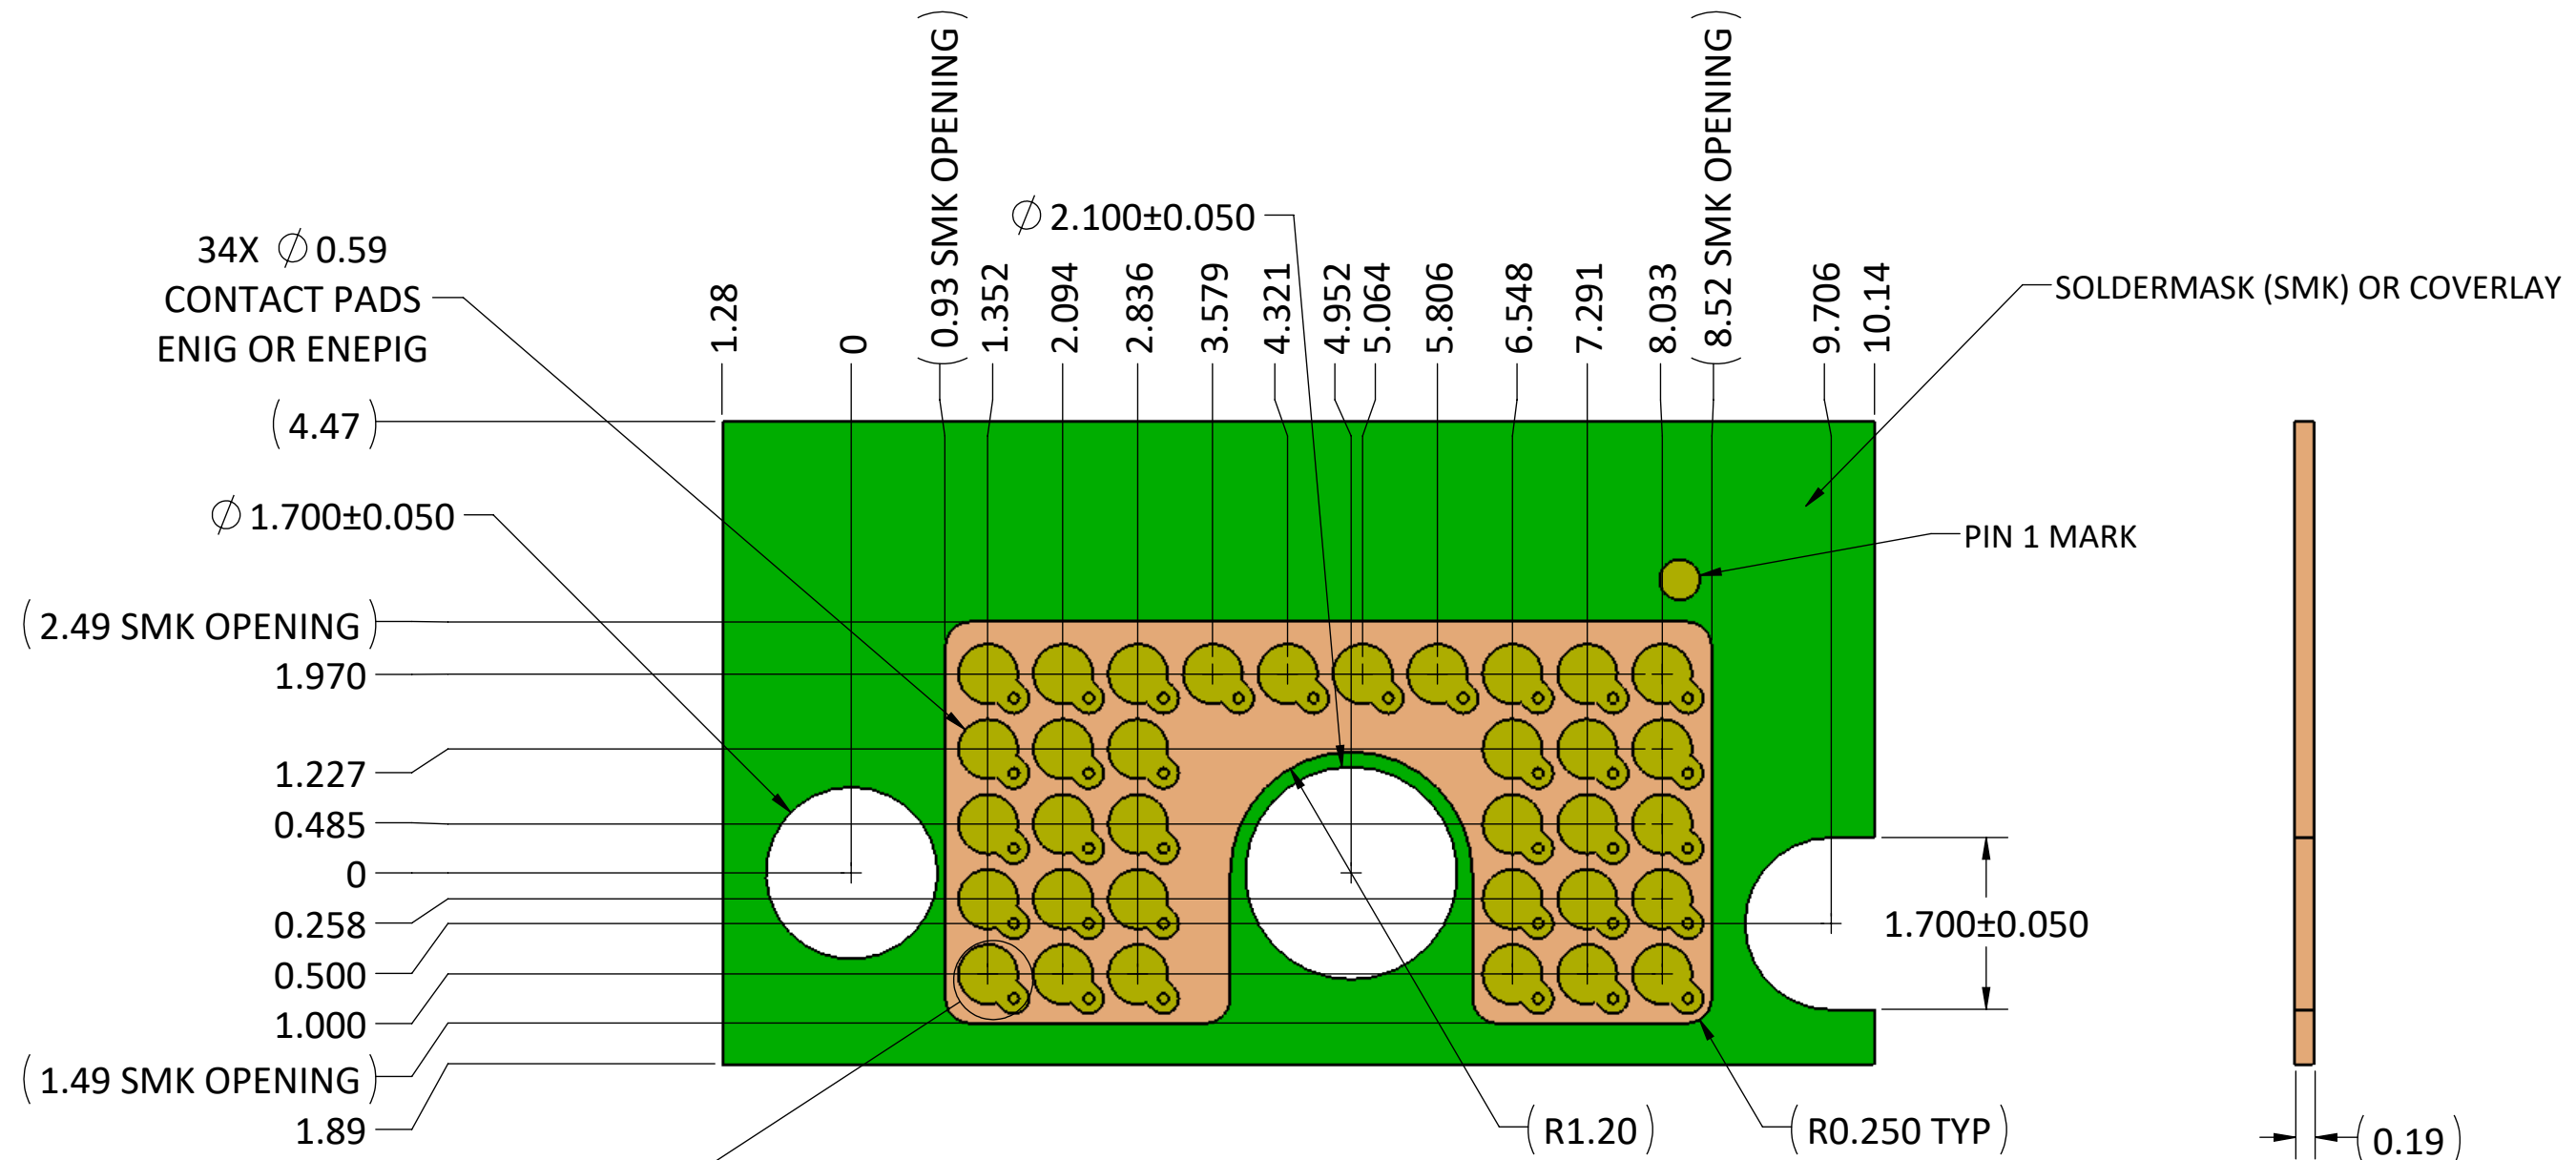 (0.93 SMK OPENING)
(8.52 SMK OPENING)
∅ 2.100±0.050
34X ∅ 0.59
CONTACT PADS
ENIG OR ENEPIG
1.28
0
1.352
2.094
2.836
3.579
4.321
4.952
5.064
5.806
6.548
7.291
8.033
9.706
10.14
SOLDERMASK (SMK) OR COVERLAY
(4.47)
∅ 1.700±0.050
PIN 1 MARK
(2.49 SMK OPENING)
1.970
1.227
0.485
0
0.258
0.500
1.000
(1.49 SMK OPENING)
1.89
1.700±0.050
(R1.20)
(R0.250 TYP)
(0.19)